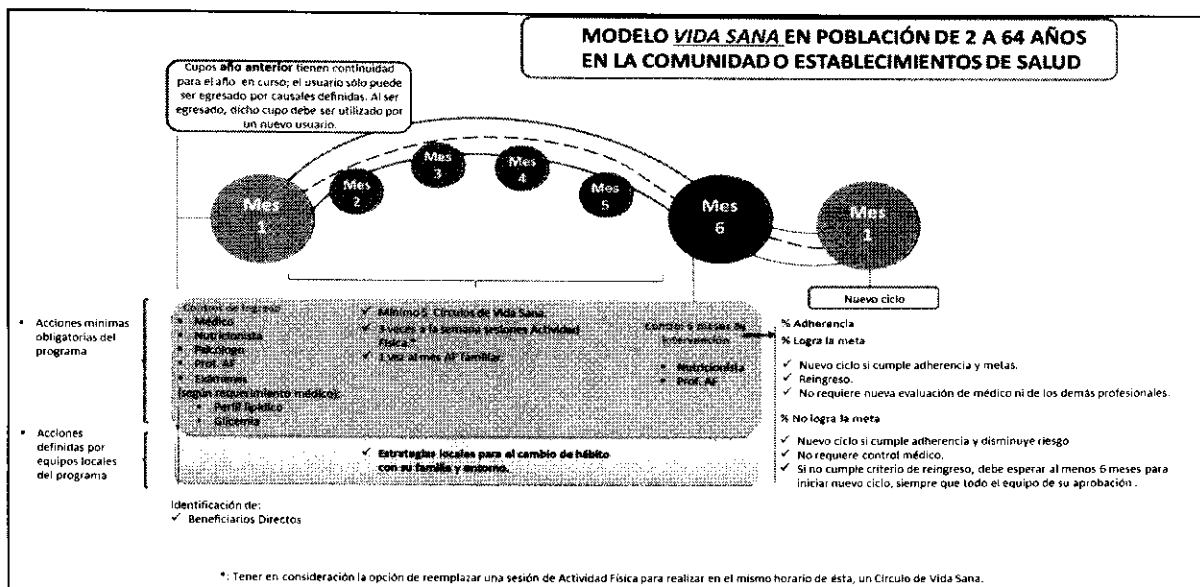 MODELO VIDA SANA EN POBLACIÓN DE 2 A 64 AÑOS
EN LA COMUNIDAD O ESTABLECIMIENTOS DE SALUD
Cupos año anterior tienen continuidad
para el año en curso; el usuario sólo puede
ser egresado por causales definidas. Al ser
egresado, dicho cupo debe ser utilizado por
un nuevo usuario.
Mes
1
Mes
2
Mes
3
Mes
4
Mes
5
Mes
6
Mes
1
Nuevo ciclo
• Acciones mínimas
obligatorias del
programa
Control de Ingreso
• Médico
• Nutricionista
• Psicólogo
• Prof. AF
• Exámenes
(según requerimiento médico):
• Perfil lipídico
• Glicemia
✓ Mínimo 5 Círculos de Vida Sana.
✓ 3 veces a la semana sesiones Actividad
Física.*
✓ 1 vez al mes AF familiar.
Control 6 meses de
intervención
• Nutricionista
• Prof. AF
% Adherencia
% Logra la meta
✓ Nuevo ciclo si cumple adherencia y metas.
✓ Reingreso.
✓ No requiere nueva evaluación de médico ni de los demás profesionales.
% No logra la meta
✓ Nuevo ciclo si cumple adherencia y disminuye riesgo
✓ No requiere control médico.
✓ Si no cumple criterio de reingreso, debe esperar al menos 6 meses para
iniciar nuevo ciclo, siempre que todo el equipo de su aprobación .
• Acciones
definidas por
equipos locales
del programa
✓ Estrategias locales para el cambio de hábito
con su familia y entorno.
Identificación de:
✓ Beneficiarios Directos
*: Tener en consideración la opción de reemplazar una sesión de Actividad Física para realizar en el mismo horario de ésta, un Círculo de Vida Sana.